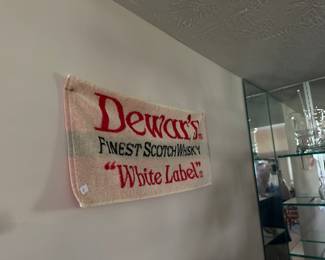 Dewar's
FINEST SCOTCH WHISKY
"White Label"